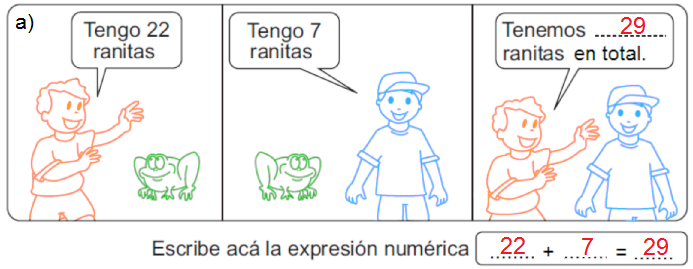 a)
Tengo 22
ranitas
Tengo 7
ranitas
Tenemos 29
ranitas en total.
Escribe acá la expresión numérica 22 + 7 = 29